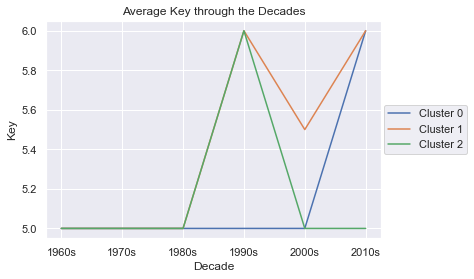 Average Key through the Decades
6.0
5.8
5.6
5.4
5.2
5.0
Key
1960s 1970s 1980s 1990s 2000s 2010s
Decade
Cluster 0
Cluster 1
Cluster 2